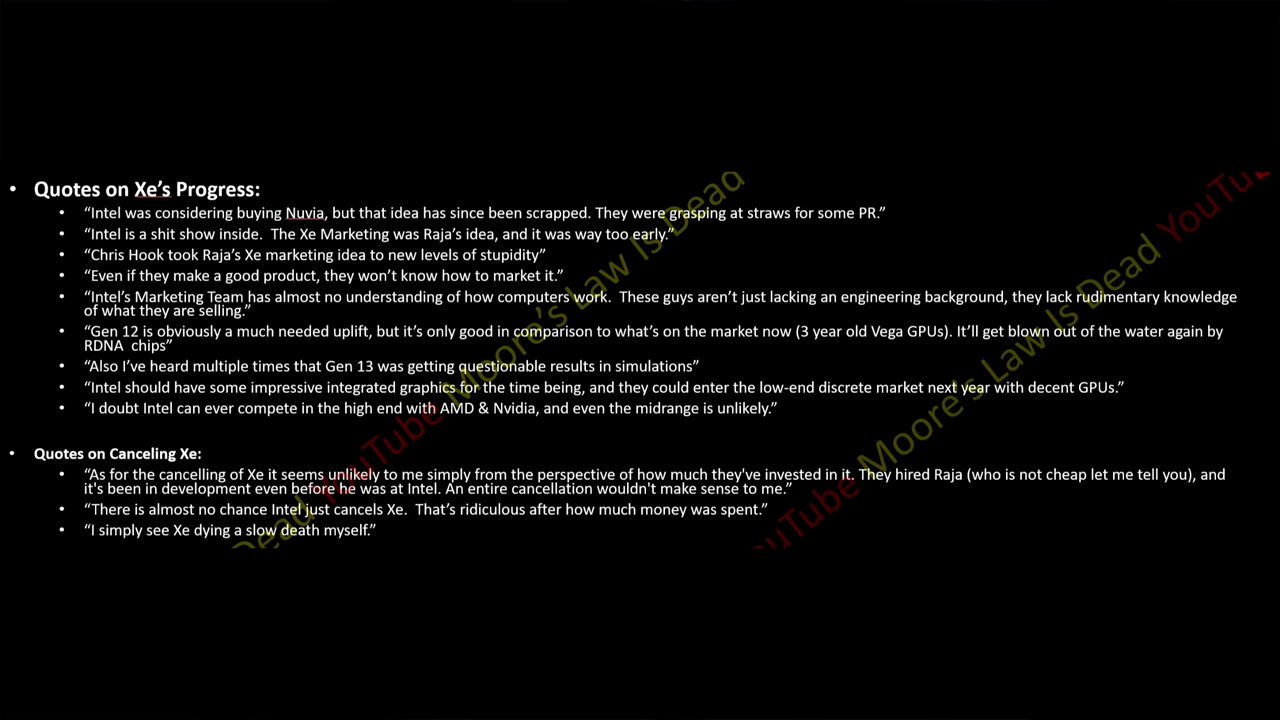 • Quotes on Xe's Progress:
• “Intel was considering buying Nuvia, but that idea has since been scrapped. They were grasping at straws for some PR.”
• “Intel is a shit show inside.  The Xe Marketing was Raja’s idea, and it was way too early.”
• “Chris Hook took Raja’s Xe marketing idea to new levels of stupidity”
• “Even if they make a good product, they won’t know how to market it.”
• “Intel’s Marketing Team has almost no understanding of how computers work.  These guys aren’t just lacking an engineering background, they lack rudimentary knowledge
of what they are selling.”
• “Gen 12 is obviously a much needed uplift, but it’s only good in comparison to what’s on the market now (3 year old Vega GPUs). It’ll get blown out of the water again by
RDNA  chips”
• “Also I’ve heard multiple times that Gen 13 was getting questionable results in simulations”
• “Intel should have some impressive integrated graphics for the time being, and they could enter the low-end discrete market next year with decent GPUs.”
• “I doubt Intel can ever compete in the high end with AMD & Nvidia, and even the midrange is unlikely.”
• Quotes on Canceling Xe:
• “As for the cancelling of Xe it seems unlikely to me simply from the perspective of how much they've invested in it. They hired Raja (who is not cheap let me tell you), and
it's been in development even before he was at Intel. An entire cancellation wouldn't make sense to me.”
• “There is almost no chance Intel just cancels Xe.  That’s ridiculous after how much money was spent.”
• “I simply see Xe dying a slow death myself.”
Dead YouTube Moore’s Law Is Dead
YouTube Moore’s Law Is Dead YouTu